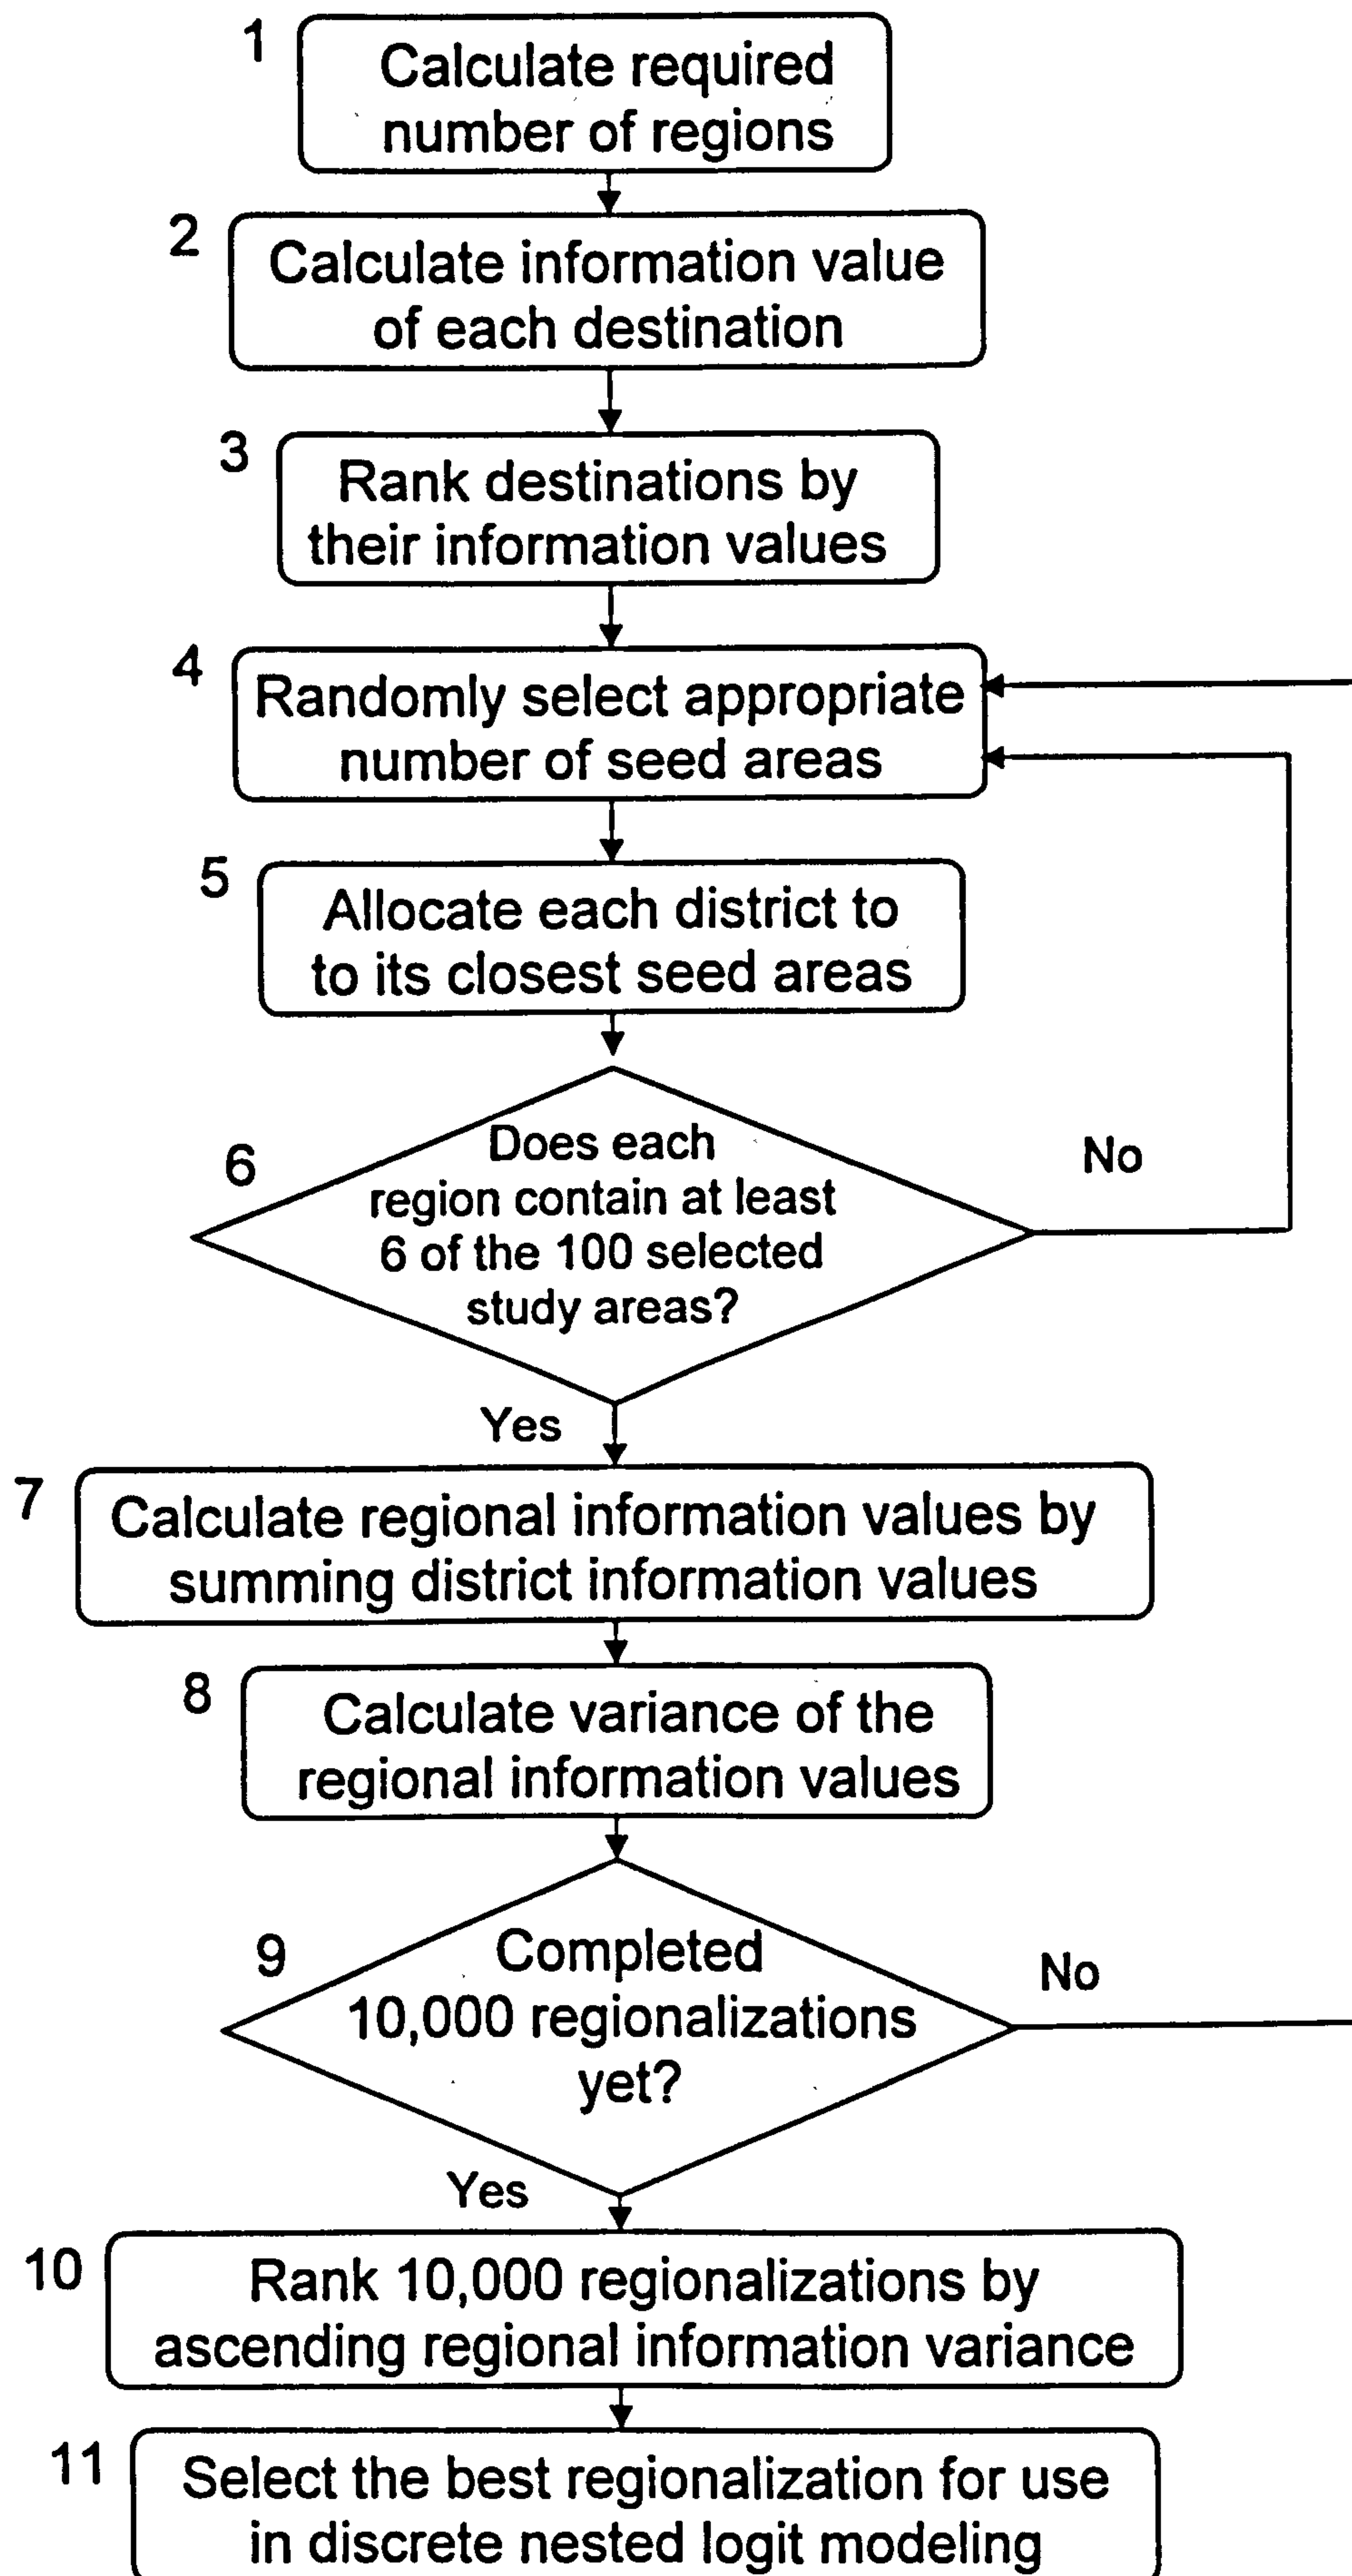 1
Calculate required
number of regions
2
Calculate information value
of each destination
3
Rank destinations by
their information values
4
Randomly select appropriate
number of seed areas
5
Allocate each district to
to its closest seed areas
6
Does each
region contain at least
6 of the 100 selected
study areas?
No
Yes
7
Calculate regional information values by
summing district information values
8
Calculate variance of the
regional information values
9
Completed
10,000 regionalizations
yet?
No
Yes
10
Rank 10,000 regionalizations by
ascending regional information variance
11
Select the best regionalization for use
in discrete nested logit modeling